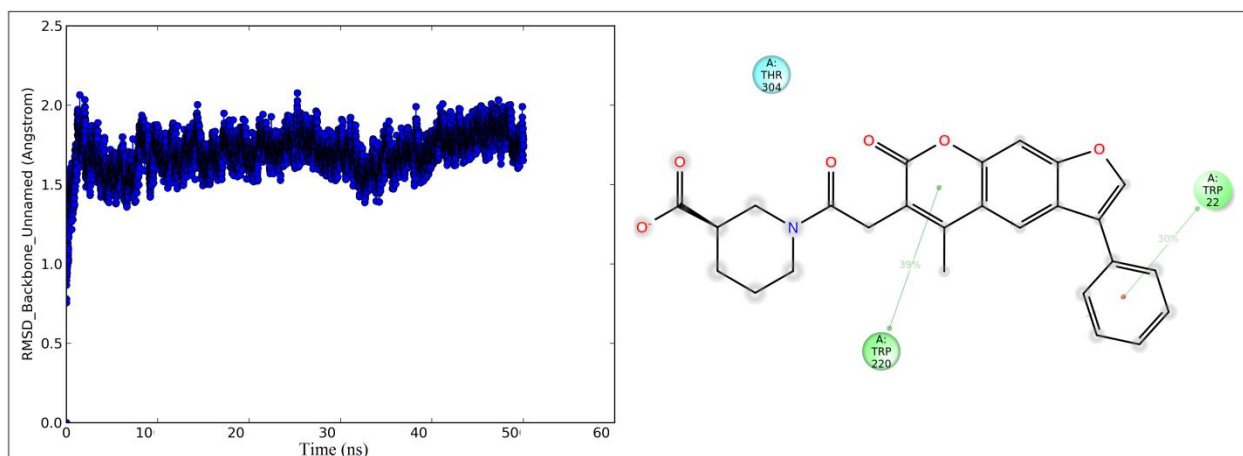 2.5
2.0
1.5
1.0
0.5
0.0
RMSD_Backbone_Unnamed (Angstrom)
0
10
20
30
40
50
60
Time (ns)
A:
THR
304
O
O
O
O
O
O⁻
N
A:
TRP
22
30%
39%
A:
TRP
220